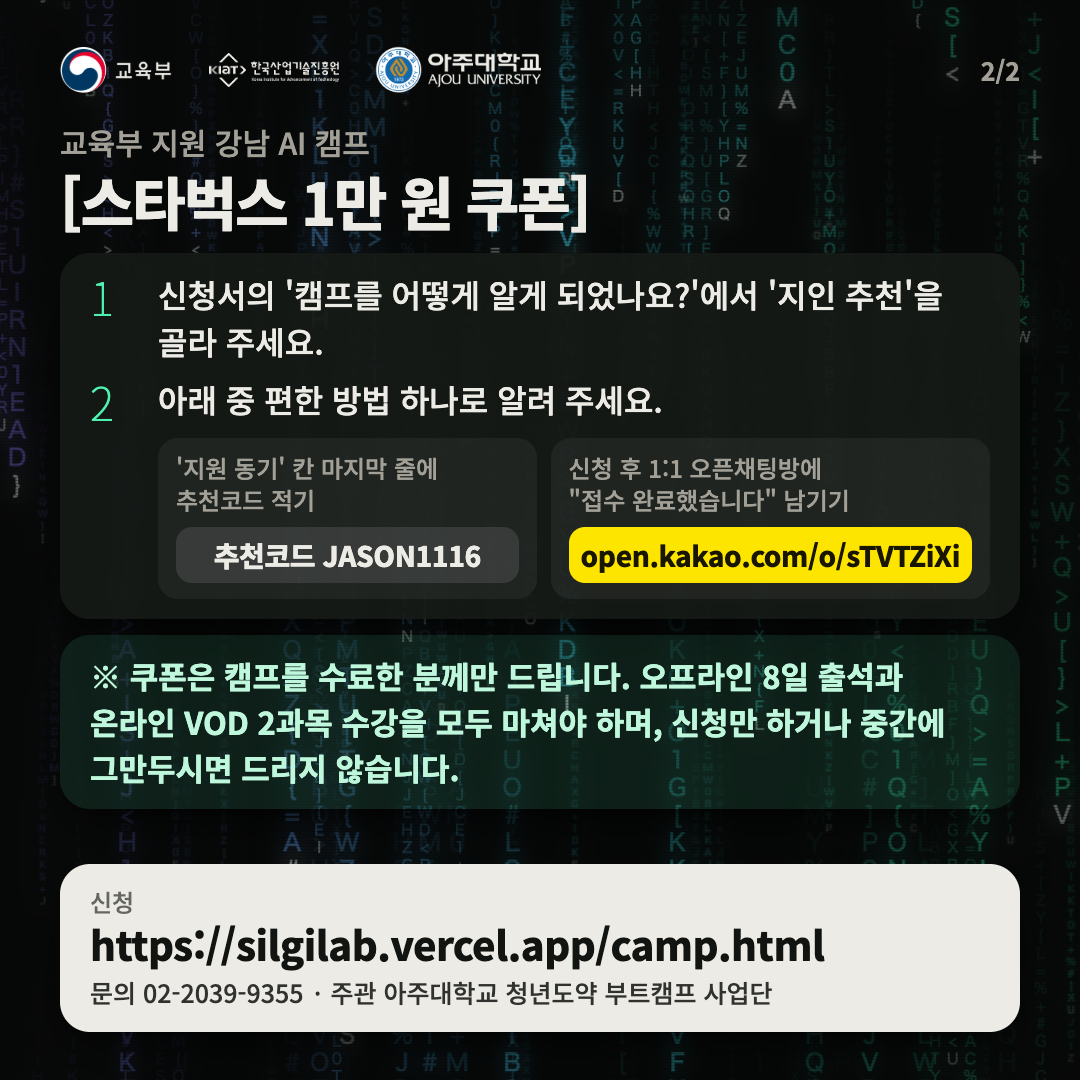 교육부
KIAT 한국산업기술진흥원
Korea Institute for Advancement of Technology
아주대학교
AJOU UNIVERSITY
2/2
교육부 지원 강남 AI 캠프
[스타벅스 1만 원 쿠폰]
1 신청서의 '캠프를 어떻게 알게 되었나요?'에서 '지인 추천'을
골라 주세요.
2 아래 중 편한 방법 하나로 알려 주세요.
'지원 동기' 칸 마지막 줄에
추천코드 적기
추천코드 JASON1116
신청 후 1:1 오픈채팅방에
"접수 완료했습니다" 남기기
open.kakao.com/o/sTVTZiXi
※ 쿠폰은 캠프를 수료한 분께만 드립니다. 오프라인 8일 출석과
온라인 VOD 2과목 수강을 모두 마쳐야 하며, 신청만 하거나 중간에
그만두시면 드리지 않습니다.
신청
https://silgilab.vercel.app/camp.html
문의 02-2039-9355 · 주관 아주대학교 청년도약 부트캠프 사업단